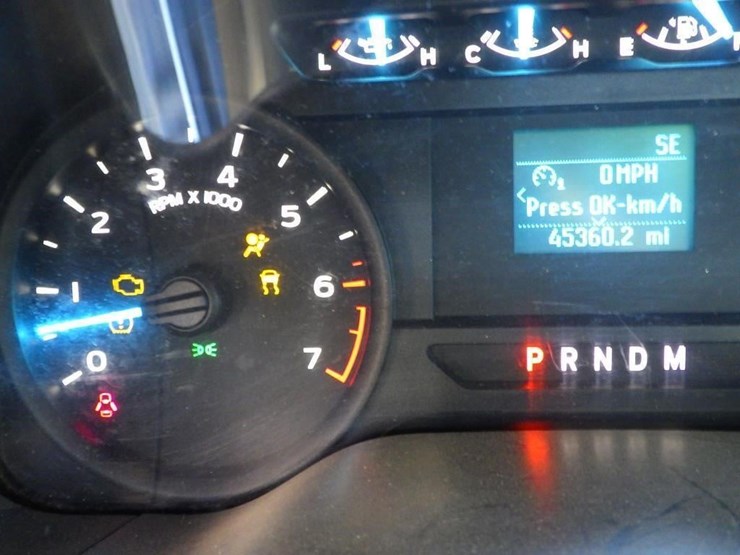 L H C H E
SE
0 MPH
Press OK-km/h
45360.2 mi
0 1 2 3 4 5 6 7
RPM X 1000
P R N D M